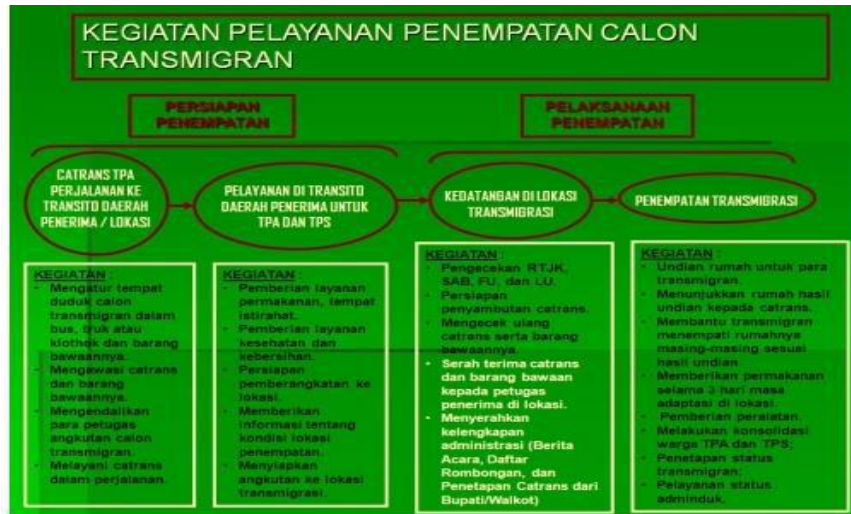 KEGIATAN PELAYANAN PENEMPATAN CALON
TRANSMIGRAN
PERSIAPAN
PENEMPATAN
PELAKSANAAN
PENEMPATAN
CATRANS TPA
PERJALANAN KE
TRANSITO DAERAH
PENERIMA / LOKASI
PELAYANAN DI TRANSITO
DAERAH PENERIMA UNTUK
TPA DAN TPS
KEDATANGAN DI LOKASI
TRANSMIGRASI
PENEMPATAN TRANSMIGRASI
KEGIATAN :
• Mengatur tempat
duduk calon
transmigran dalam
bus, truk atau
klothok dan barang
bawaannya.
• Mengawasi catrans
dan barang
bawaannya.
• Mengendalikan
para petugas
angkutan calon
transmigran.
• Melayani catrans
dalam perjalanan.
KEGIATAN :
• Pemberian layanan
permakanan, tempat
istirahat.
• Pemberian layanan
kesehatan dan
kebersihan.
• Persiapan
pemberangkatan ke
lokasi.
• Memberikan
informasi tentang
kondisi lokasi
penempatan.
• Menyiapkan
angkutan ke lokasi
transmigrasi.
KEGIATAN :
• Pengecekan RTJK,
SAB, FU, dan LU.
• Persiapan
penyambutan catrans.
• Mengecek ulang
catrans serta barang
bawaannya.
• Serah terima catrans
dan barang bawaan
kepada petugas
penerima di lokasi.
• Menyerahkan
kelengkapan
administrasi (Berita
Acara, Daftar
Rombongan, dan
Penetapan Catrans dari
Bupati/Walkot)
KEGIATAN :
• Undian rumah untuk para
transmigran.
• Menunjukkan rumah hasil
undian kepada catrans.
• Membantu transmigran
menempati rumahnya
masing-masing sesuai
hasil undian
• Memberikan permakanan
selama 3 hari masa
adaptasi di lokasi.
• Pemberian peralatan.
• Melakukan konsolidasi
warga TPA dan TPS;
• Penetapan status
transmigran;
• Pelayanan status
adminduk.